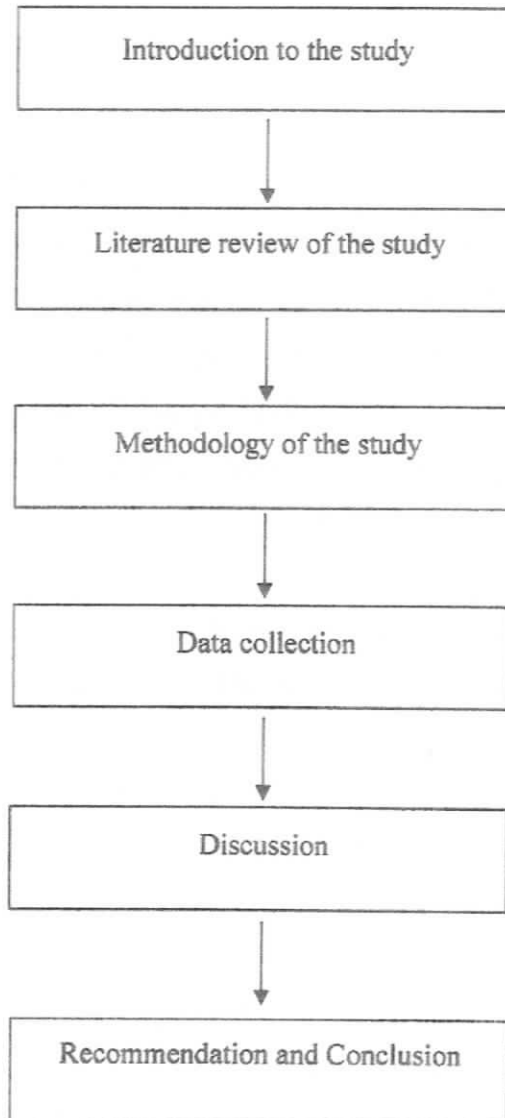 Introduction to the study
Literature review of the study
Methodology of the study
Data collection
Discussion
Recommendation and Conclusion